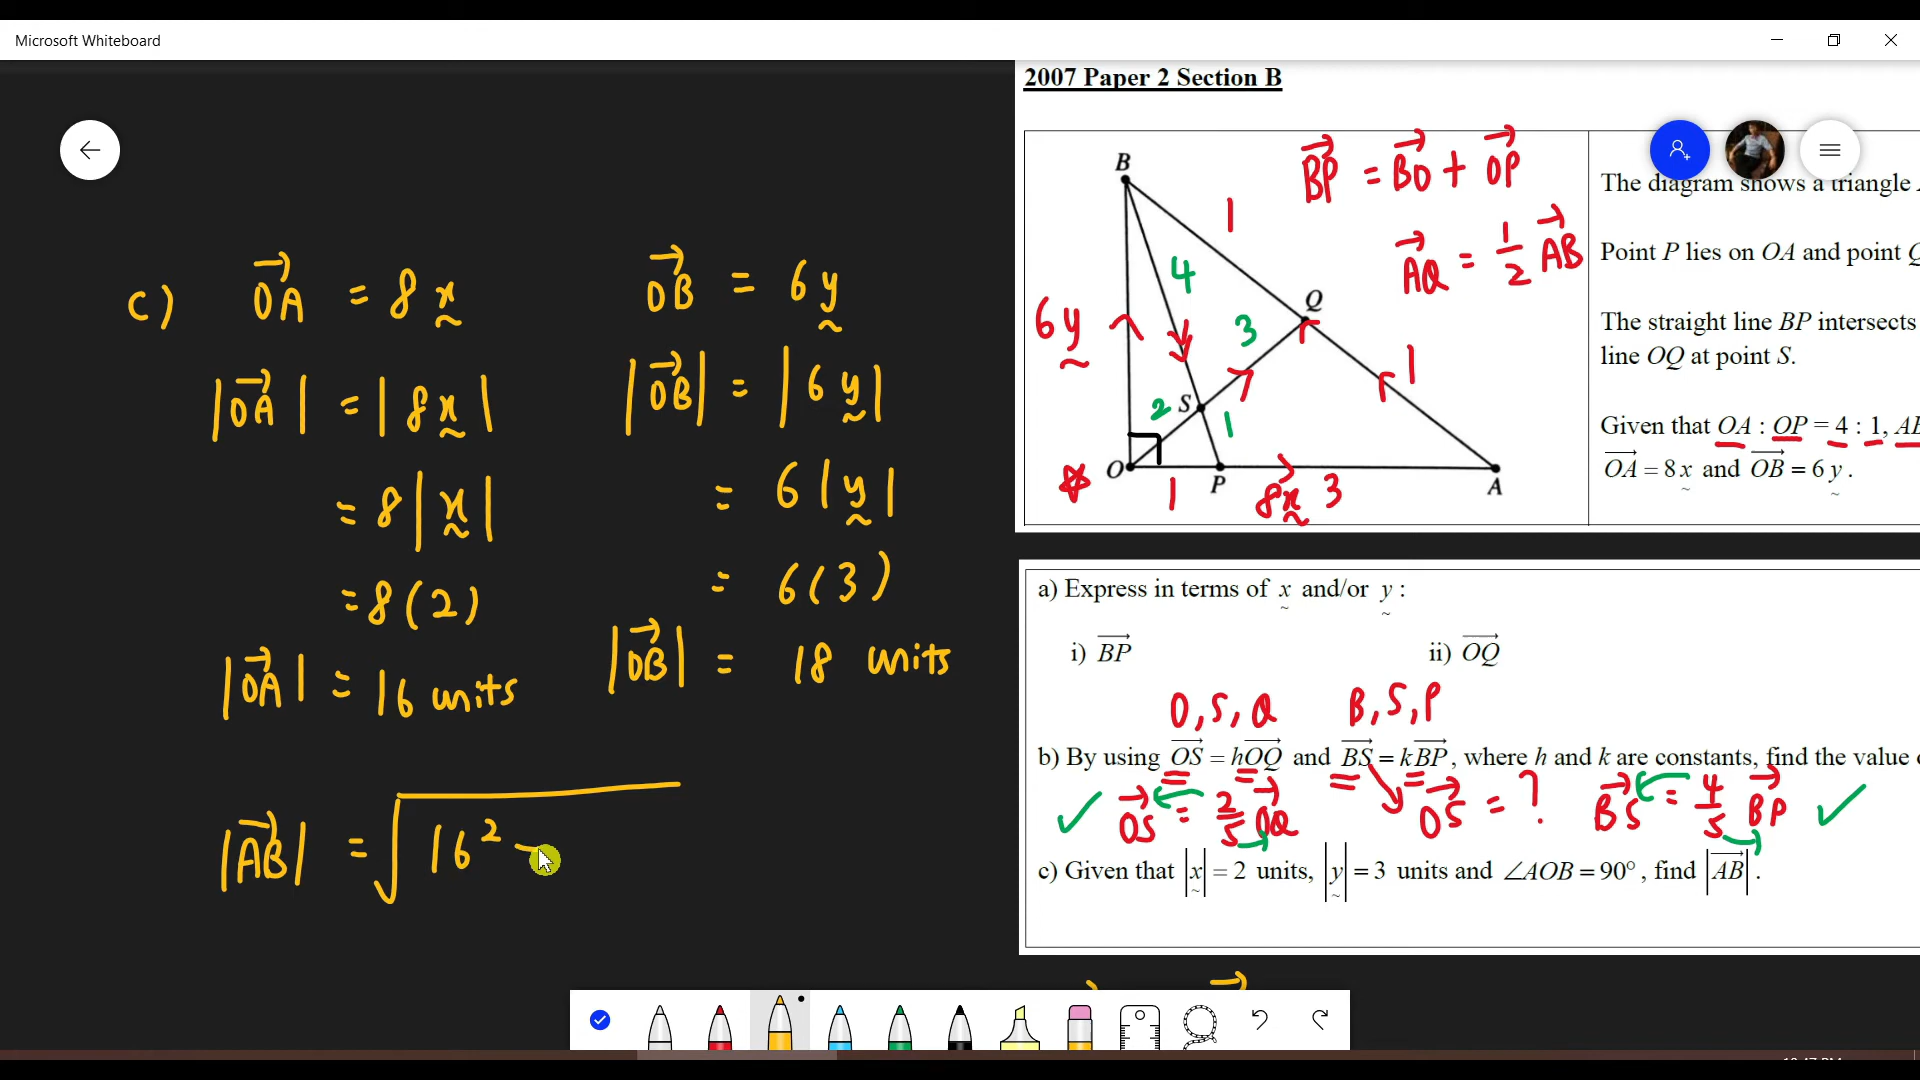 Microsoft Whiteboard
2007 Paper 2 Section B
c)
OA = 8x
|OA| = |8x|
= 8|x|
= 8(2)
|OA| = 16 units
OB = 6y
|OB| = |6y|
= 6|y|
= 6(3)
|OB| = 18 units
|AB| = √16² -
B
BP = BO + OP
AQ = 1/2 AB
1
4
Q
6y
3
1
2
S
1
O
P
A
1
8x
3
The diagram shows a triangle
Point P lies on OA and point Q
The straight line BP intersects
line OQ at point S.
Given that OA : OP = 4 : 1, AB
OA = 8x and OB = 6y.
a) Express in terms of x and/or y :
i) BP
ii) OQ
O, S, Q
B, S, P
b) By using OS = hOQ and BS = kBP, where h and k are constants, find the value
OS = 2/5 OQ
OS = ?
BS = 4/5 BP
c) Given that |x| = 2 units, |y| = 3 units and ∠AOB = 90°, find |AB|.